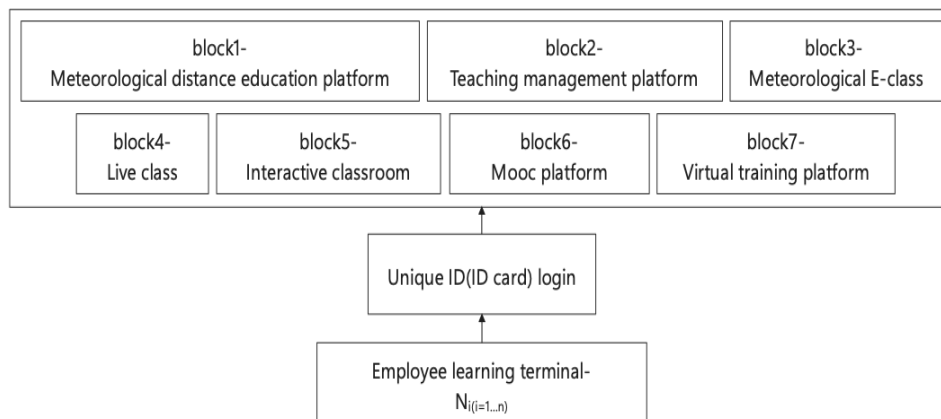 block1-
Meteorological distance education platform
block2-
Teaching management platform
block3-
Meteorological E-class
block4-
Live class
block5-
Interactive classroom
block6-
Mooc platform
block7-
Virtual training platform
Unique ID(ID card) login
Employee learning terminal-
Ni(i=1...n)